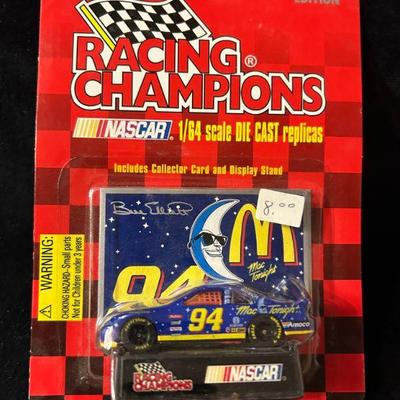 EDITION
RACING
CHAMPIONS®
NASCAR® 1/64 scale DIE CAST replicas
Includes Collector Card and Display Stand
Bill Elliott
8.00
M
Mac
Tonight
94
94
Mac Tonight
Amoco
WARNING:
CHOKING HAZARD-Small parts
Not for Children under 3 years
RACING
CHAMPIONS
NASCAR